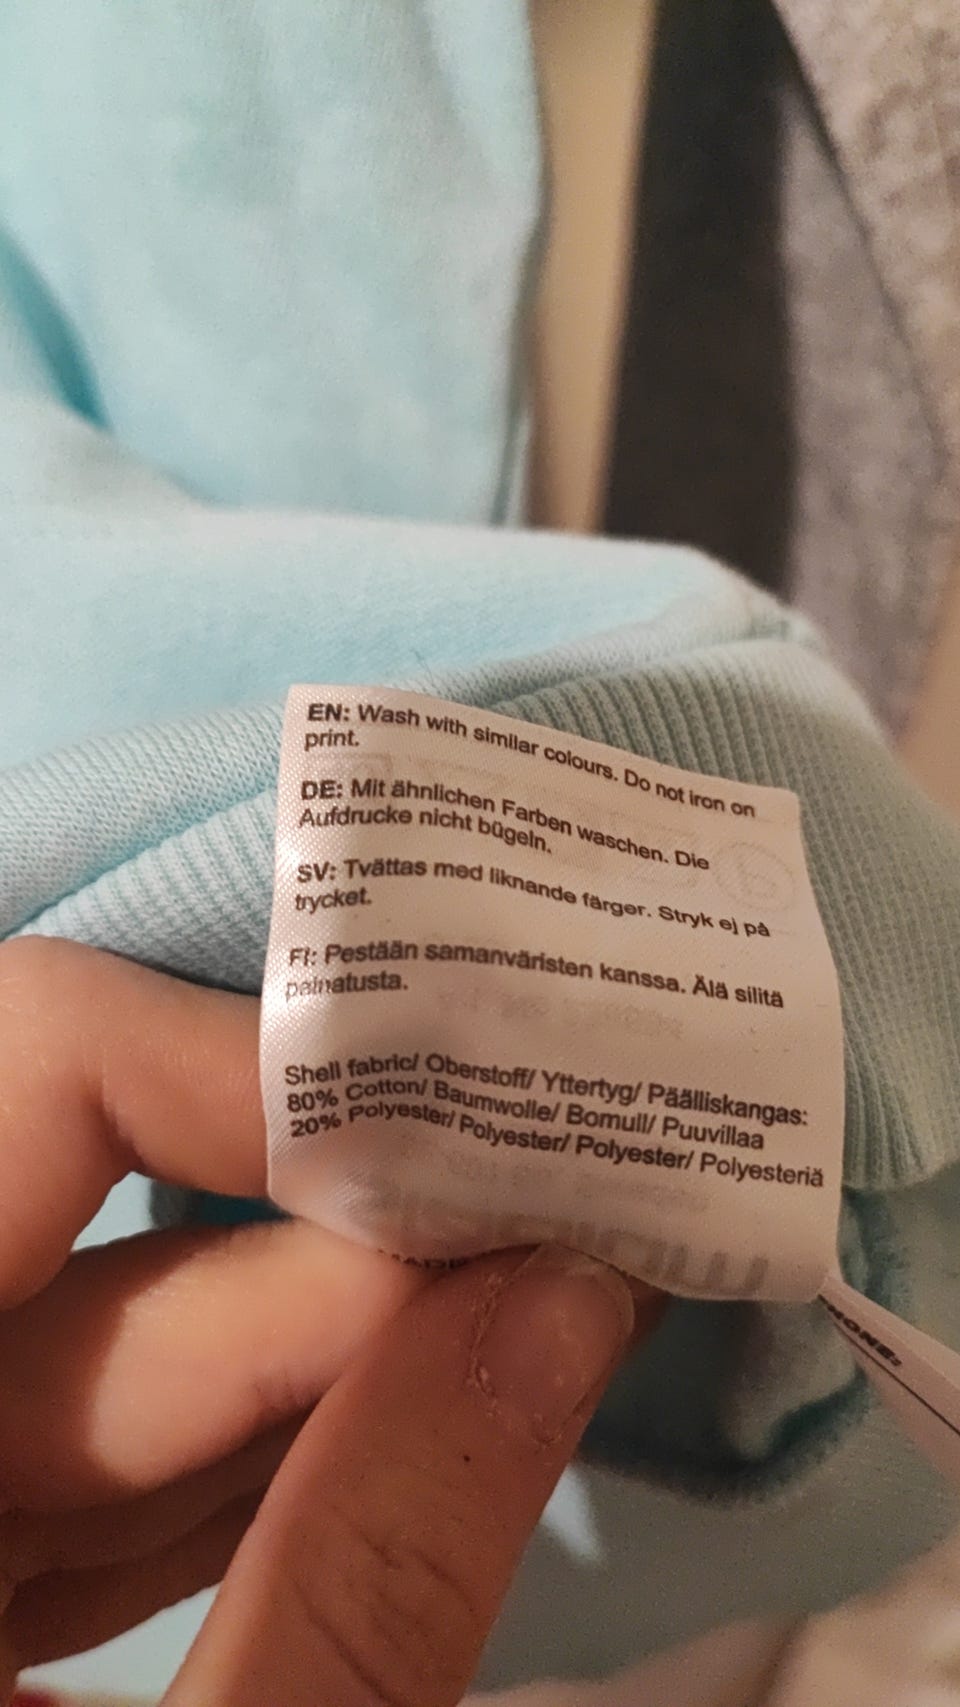 EN: Wash with similar colours. Do not iron on
print.
DE: Mit ähnlichen Farben waschen. Die
Aufdrucke nicht bügeln.
SV: Tvättas med liknande färger. Stryk ej på
trycket.
FI: Pestään samanväristen kanssa. Älä silitä
painatusta.
Shell fabric/ Oberstoff/ Yttertyg/ Päälliskangas:
80% Cotton/ Baumwolle/ Bomull/ Puuvillaa
20% Polyester/ Polyester/ Polyester/ Polyesteriä